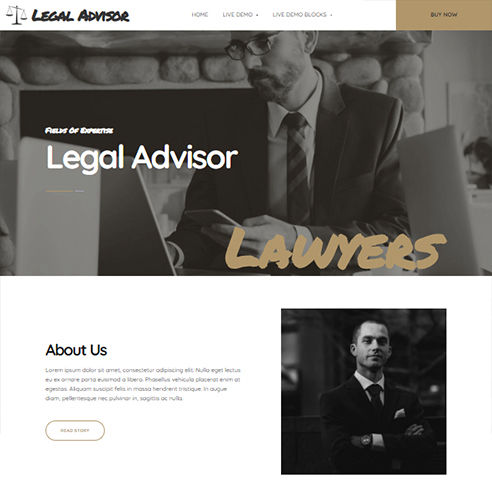 Legal Advisor
HOME LIVE DEMO LIVE DEMO BLOCKS BUY NOW
Fields Of Expertise
Legal Advisor
Lawyers
About Us
Lorem ipsum dolor sit amet, consectetur adipiscing elit. Nulla eget lectus
eu ex ornare porta euismod a libero. Phasellus vehicula placerat enim at
egestas. Aliquam suscipit felis in massa hendrerit tristique. In augue
diam, pellentesque nec pulvinar in, sagittis ac nulla.
READ STORY